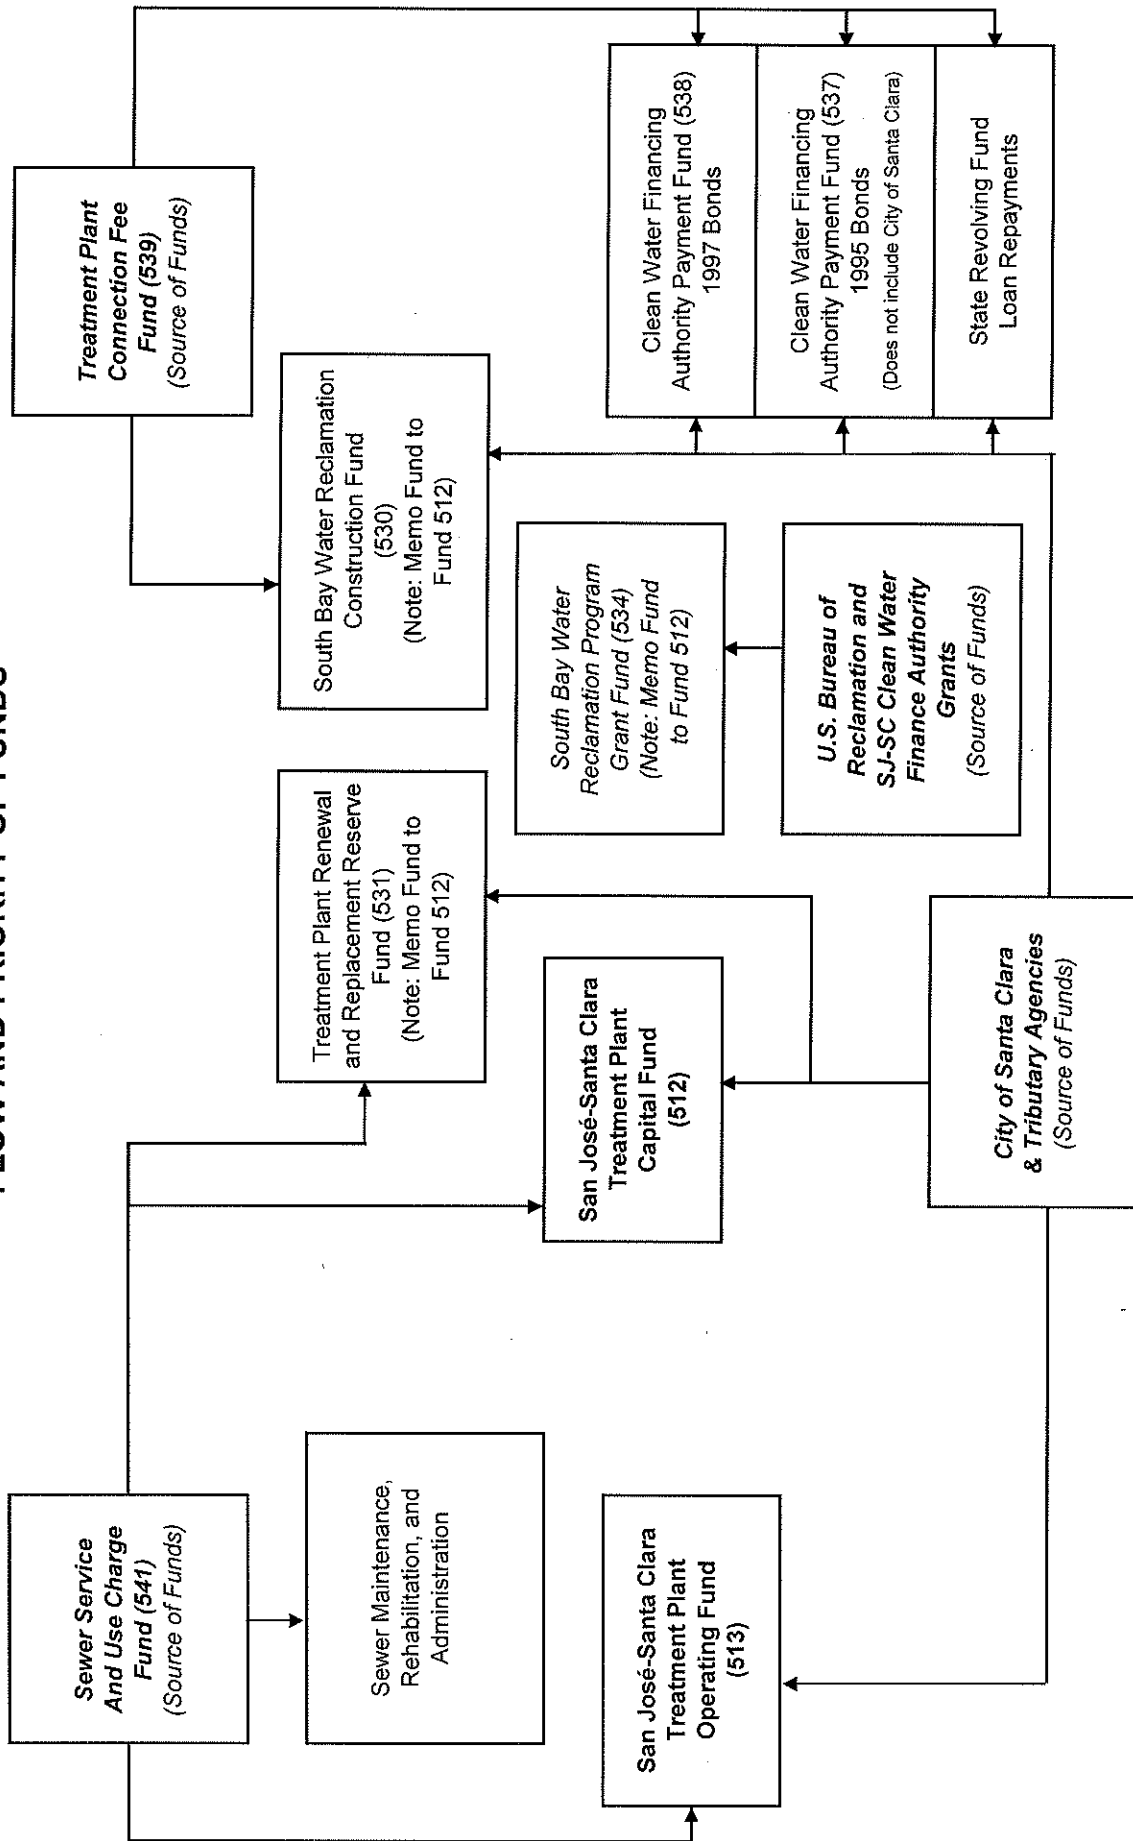 FLOW AND PRIORITY OF FUNDS
Sewer Service
And Use Charge
Fund (541)
(Source of Funds)
Treatment Plant
Connection Fee
Fund (539)
(Source of Funds)
Sewer Maintenance,
Rehabilitation, and
Administration
Treatment Plant Renewal
and Replacement Reserve
Fund (531)
(Note: Memo Fund to
Fund 512)
South Bay Water Reclamation
Construction Fund
(530)
(Note: Memo Fund to
Fund 512)
San José-Santa Clara
Treatment Plant
Operating Fund
(513)
San José-Santa Clara
Treatment Plant
Capital Fund
(512)
South Bay Water
Reclamation Program
Grant Fund (534)
(Note: Memo Fund
to Fund 512)
Clean Water Financing
Authority Payment Fund (538)
1997 Bonds
Clean Water Financing
Authority Payment Fund (537)
1995 Bonds
(Does not include City of Santa Clara)
State Revolving Fund
Loan Repayments
U.S. Bureau of
Reclamation and
SJ-SC Clean Water
Finance Authority
Grants
(Source of Funds)
City of Santa Clara
& Tributary Agencies
(Source of Funds)